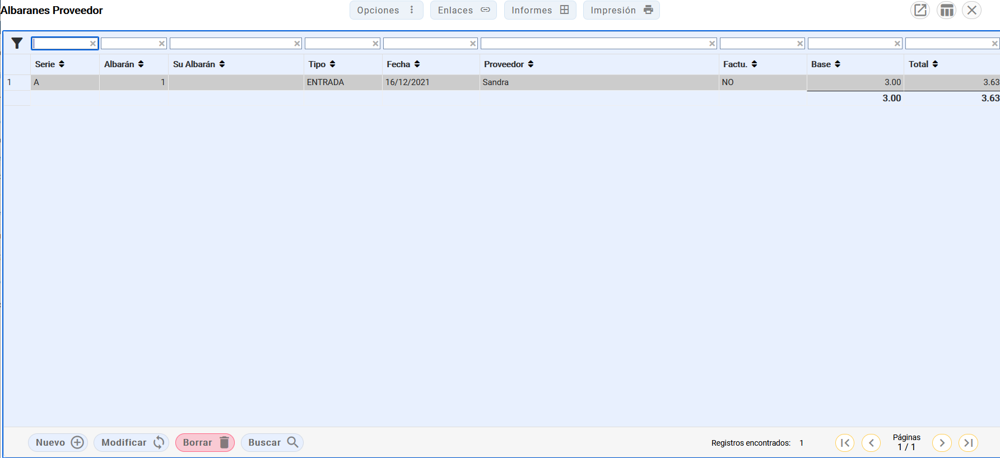 Albaranes Proveedor
Opciones
Enlaces
Informes
Impresión
Serie Albarán Su Albarán Tipo Fecha Proveedor Factu. Base Total
1 A 1 ENTRADA 16/12/2021 Sandra NO 3.00 3.63
3.00 3.63
Nuevo
Modificar
Borrar
Buscar
Registros encontrados: 1
Páginas
1 / 1